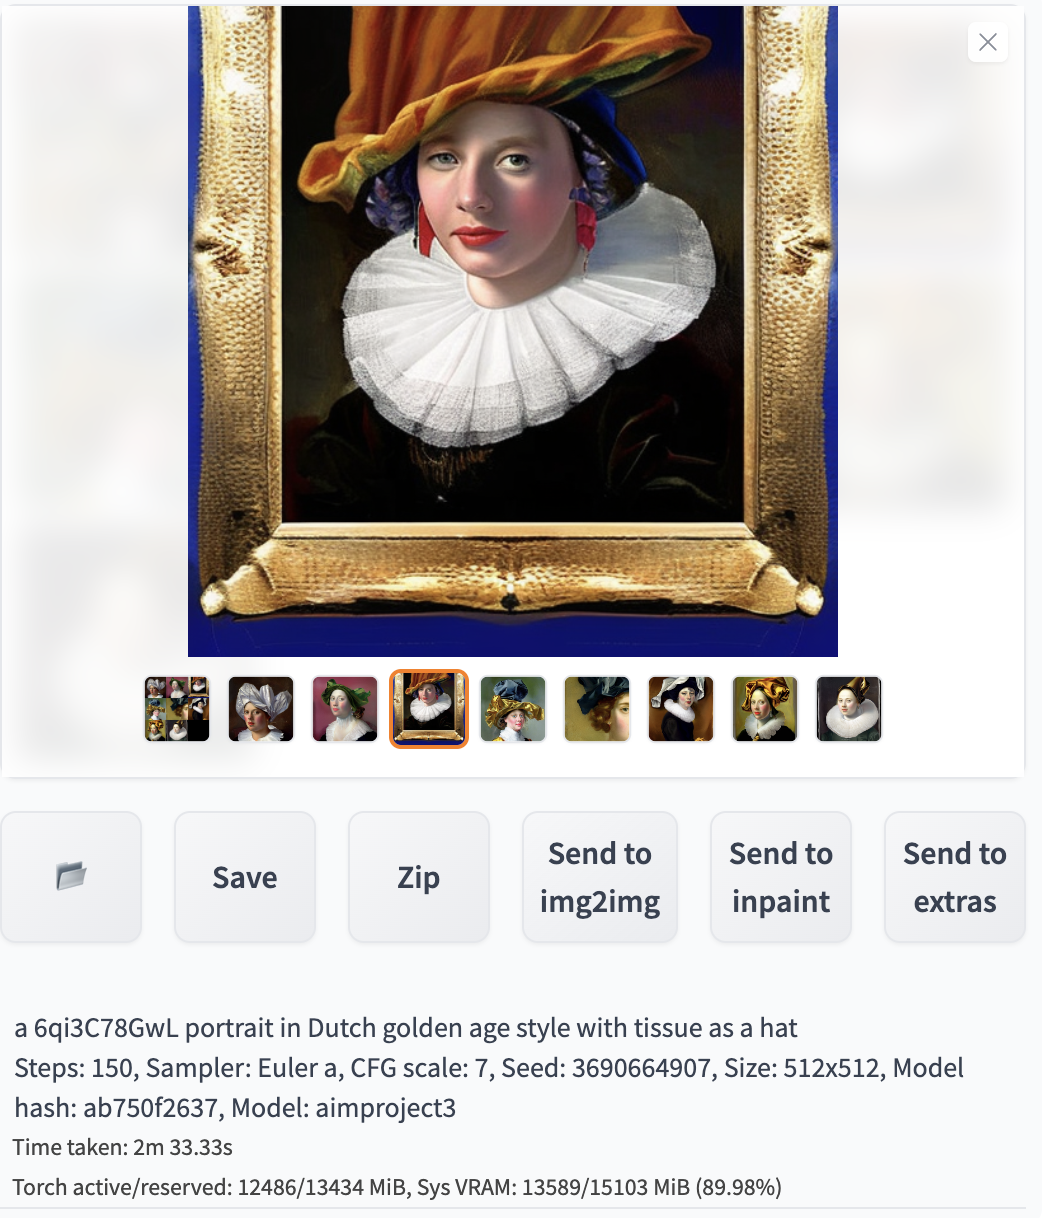 Save
Zip
Send to
img2img
Send to
inpaint
Send to
extras
a 6qi3C78GwL portrait in Dutch golden age style with tissue as a hat
Steps: 150, Sampler: Euler a, CFG scale: 7, Seed: 3690664907, Size: 512x512, Model
hash: ab750f2637, Model: aimproject3
Time taken: 2m 33.33s
Torch active/reserved: 12486/13434 MiB, Sys VRAM: 13589/15103 MiB (89.98%)